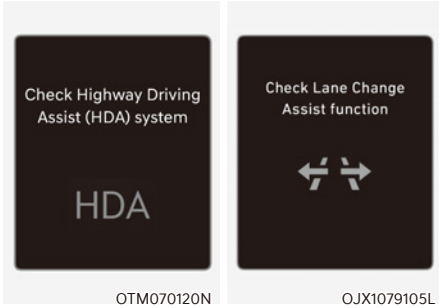 Check Highway Driving
Assist (HDA) system
HDA
OTM070120N
Check Lane Change
Assist function
OJX1079105L